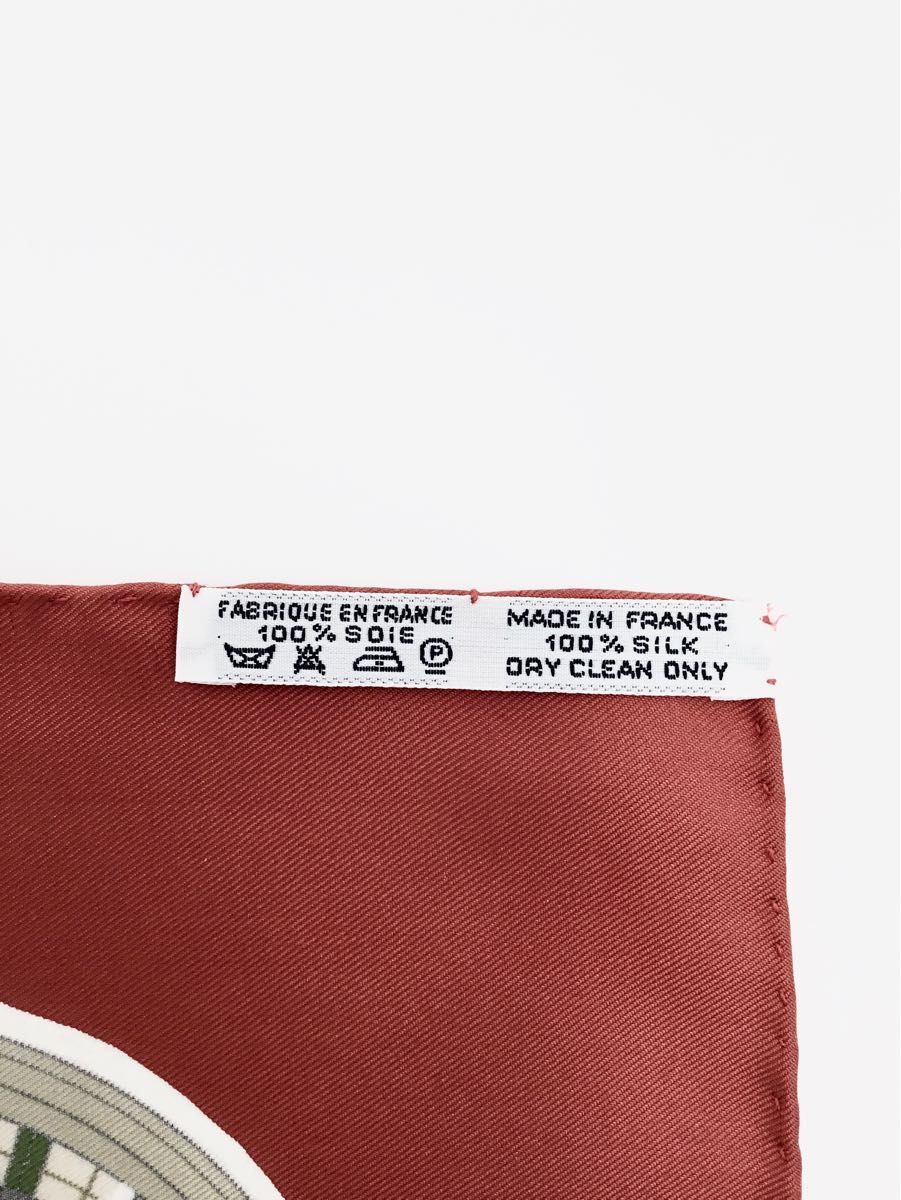 FABRIQUE EN FRANCE
100% SOIE
P
MADE IN FRANCE
100% SILK
DRY CLEAN ONLY